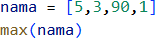 nama = [5,3,90,1]
max(nama)